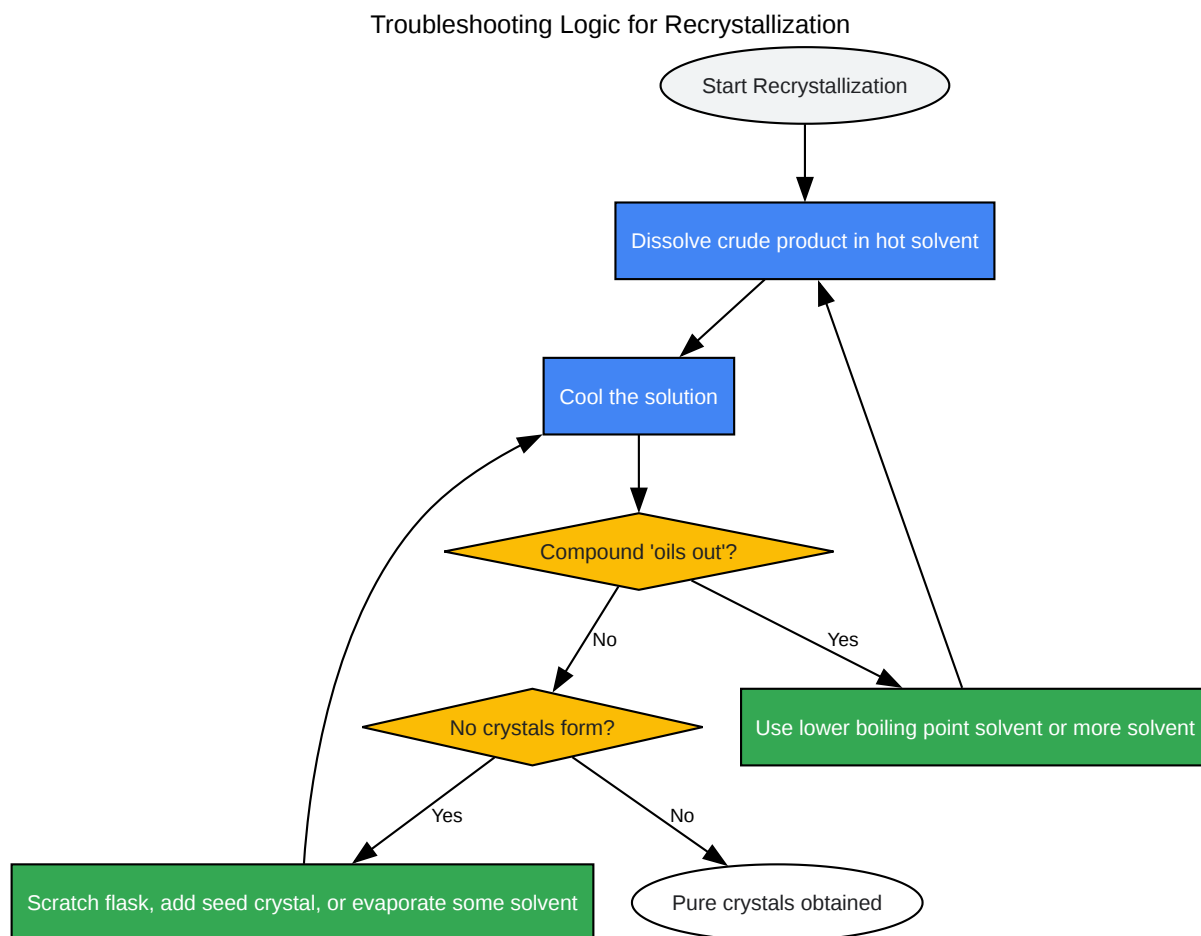 Troubleshooting Logic for Recrystallization
Start Recrystallization
Dissolve crude product in hot solvent
Cool the solution
Compound 'oils out'?
No
Yes
No crystals form?
Use lower boiling point solvent or more solvent
Yes
No
Scratch flask, add seed crystal, or evaporate some solvent
Pure crystals obtained